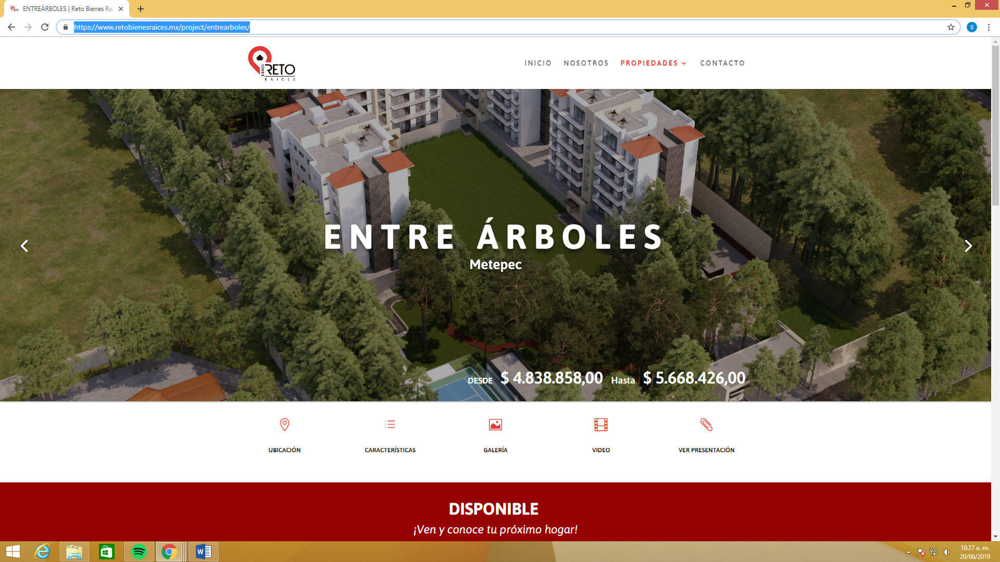 ENTREÁRBOLES | Reto Bienes Ra
https://www.retobienesraices.mx/project/entrearboles/
S
BIENES RETO
RAICES
INICIO NOSOTROS PROPIEDADES CONTACTO
ENTRE ÁRBOLES
Metepec
DESDE $ 4.838.858,00 Hasta $ 5.668.426,00
UBICACIÓN CARACTERÍSTICAS GALERÍA VIDEO VER PRESENTACIÓN
DISPONIBLE
¡Ven y conoce tu próximo hogar!
10:27 a. m.
20/06/2019